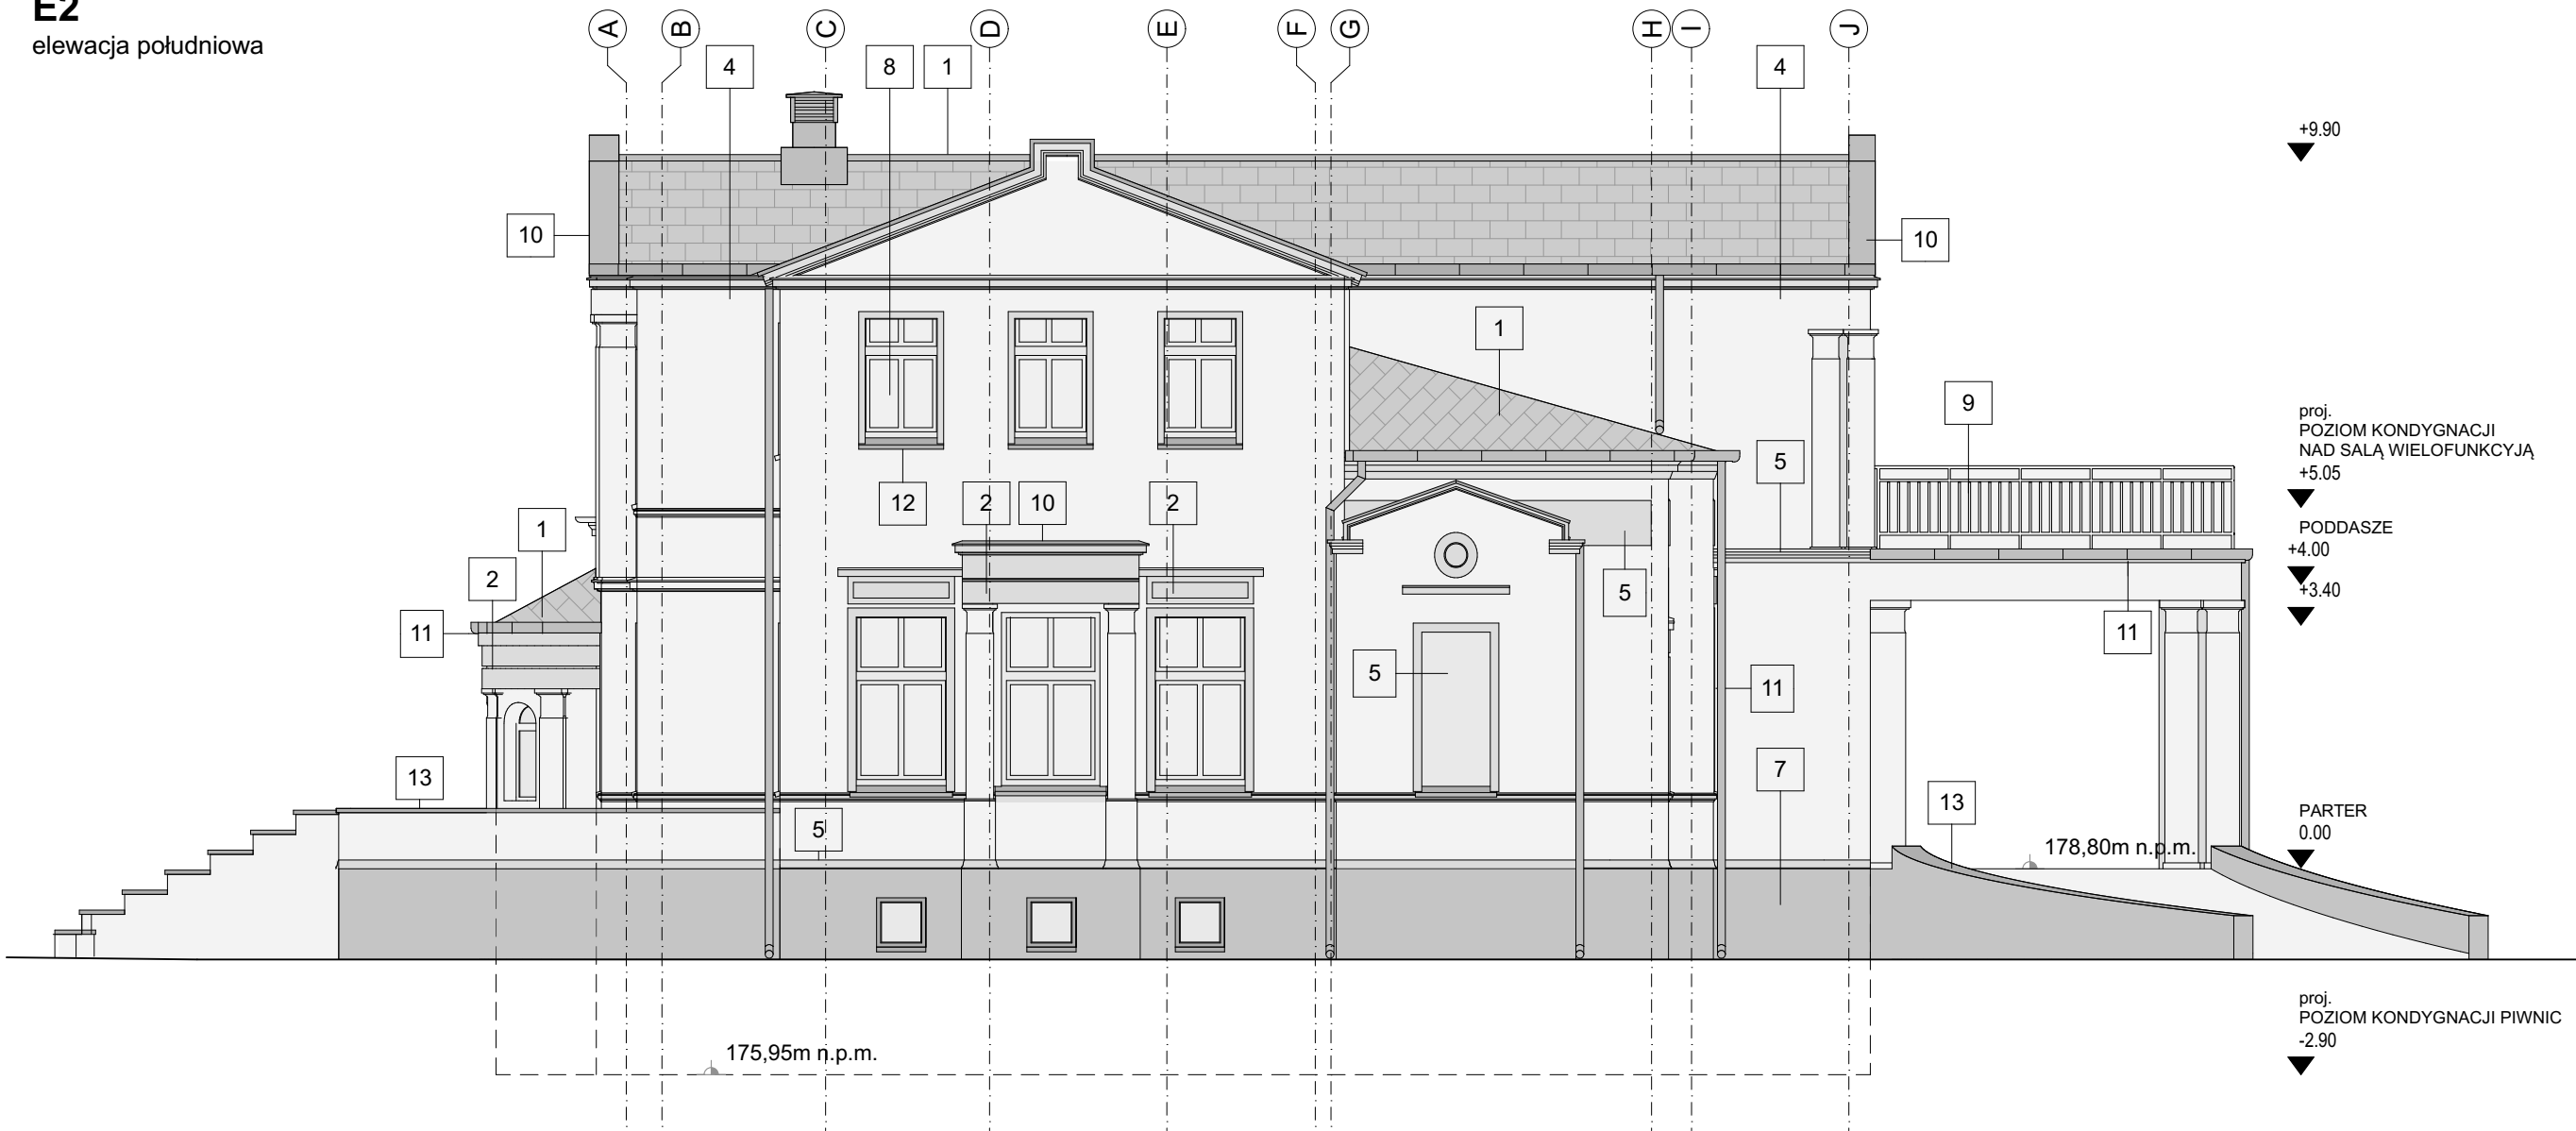 E2
elewacja południowa
A B C D E F G H I J
4 8 1 4
+9.90
10 10
1
9
proj.
POZIOM KONDYGNACJI
NAD SALĄ WIELOFUNKCYJĄ
+5.05
5
12 2 10 2
1
PODDASZE
+4.00
2
5
+3.40
11 11
5
11
7
13
13
PARTER
0.00
5
178,80m n.p.m.
proj.
POZIOM KONDYGNACJI PIWNIC
-2.90
175,95m n.p.m.